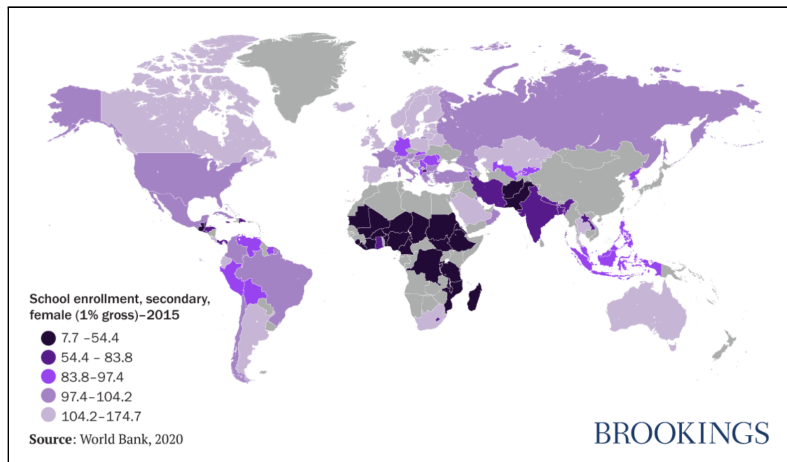 School enrollment, secondary,
female (1% gross)–2015
7.7 –54.4
54.4 – 83.8
83.8–97.4
97.4–104.2
104.2–174.7
Source: World Bank, 2020
BROOKINGS